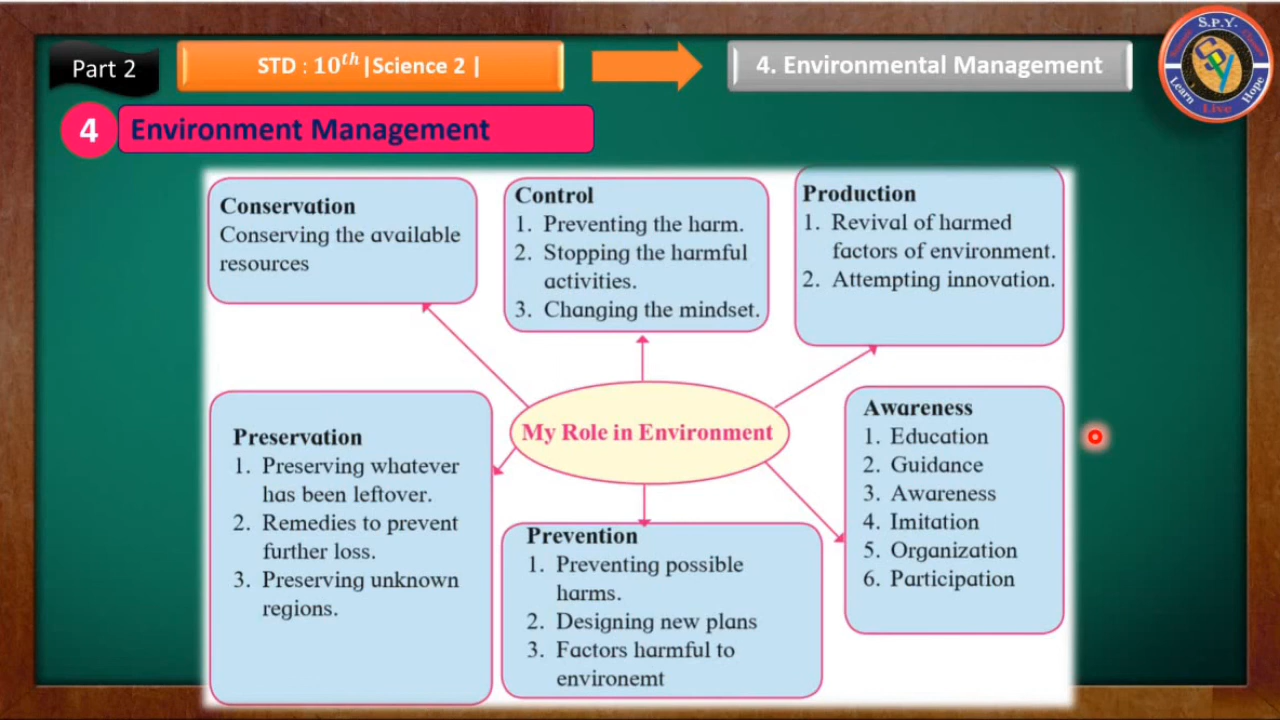 Part 2
STD : 10th |Science 2 |
4. Environmental Management
S.P.Y.
Learn
Live
Hope
4
Environment Management
Conservation
Conserving the available
resources
Control
1. Preventing the harm.
2. Stopping the harmful
activities.
3. Changing the mindset.
Production
1. Revival of harmed
factors of environment.
2. Attempting innovation.
My Role in Environment
Preservation
1. Preserving whatever
has been leftover.
2. Remedies to prevent
further loss.
3. Preserving unknown
regions.
Prevention
1. Preventing possible
harms.
2. Designing new plans
3. Factors harmful to
environemt
Awareness
1. Education
2. Guidance
3. Awareness
4. Imitation
5. Organization
6. Participation